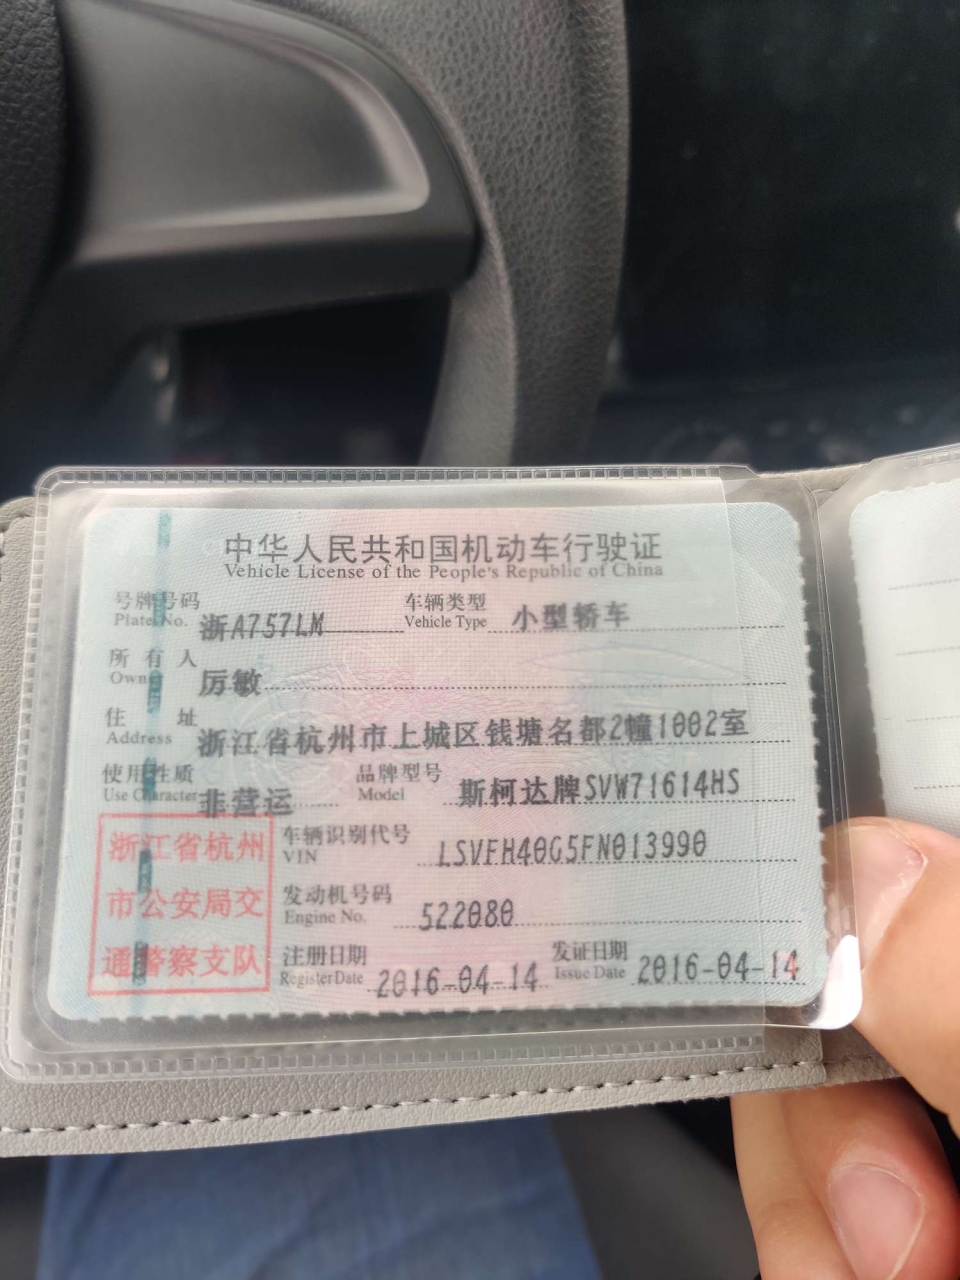 中华人民共和国机动车行驶证
Vehicle License of the People's Republic of China
号牌号码 浙A757LM 车辆类型 小型轿车
Plate No. Vehicle Type
所有人 厉敏
Owner
住址 浙江省杭州市上城区钱塘名都2幢1002室
Address
使用性质 非营运 品牌型号 斯柯达牌SVW71614HS
Use Character Model
浙江省杭州
市公安局交
通警察支队
车辆识别代号 LSVFH40G5FN013990
VIN
发动机号码 522080
Engine No.
注册日期 2016-04-14 发证日期 2016-04-14
Register Date Issue Date